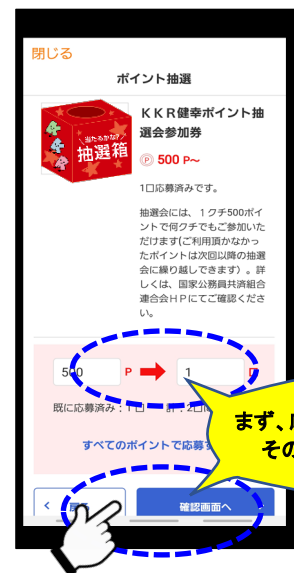 閉じる
ポイント抽選
KKR健幸ポイント抽
選会参加券
当たるかな?
抽選箱
P 500 P~
1口応募済みです。
抽選会には、1クチ500ポイ
ントで何クチでもご参加いた
だけます(ご利用頂かなかっ
たポイントは次回以降の抽選
会に繰り越しできます）。詳
しくは、国家公務員共済組合
連合会HPにてご確認くださ
い。
500 P 1
既に応募済み:1口 計:2口
すべてのポイントで応募
まず、
その
< 戻る
確認画面へ